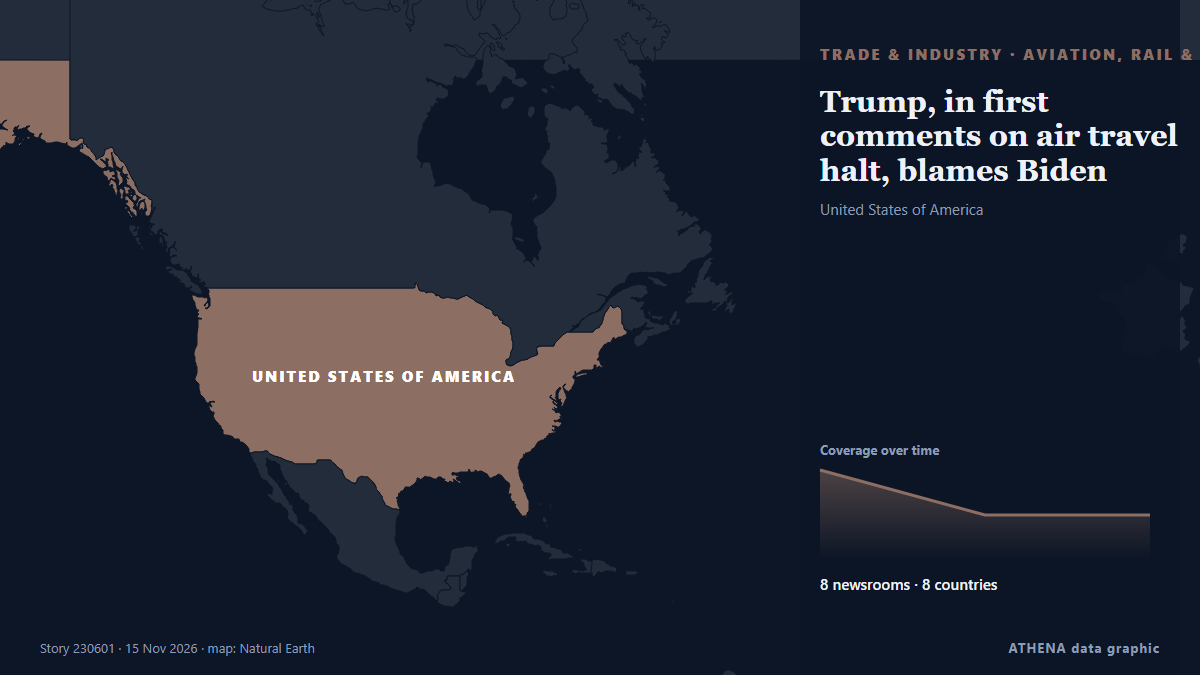 TRADE & INDUSTRY · AVIATION, RAIL &
Trump, in first
comments on air travel
halt, blames Biden
United States of America
UNITED STATES OF AMERICA
Coverage over time
8 newsrooms · 8 countries
Story 230601 · 15 Nov 2026 · map: Natural Earth
ATHENA data graphic